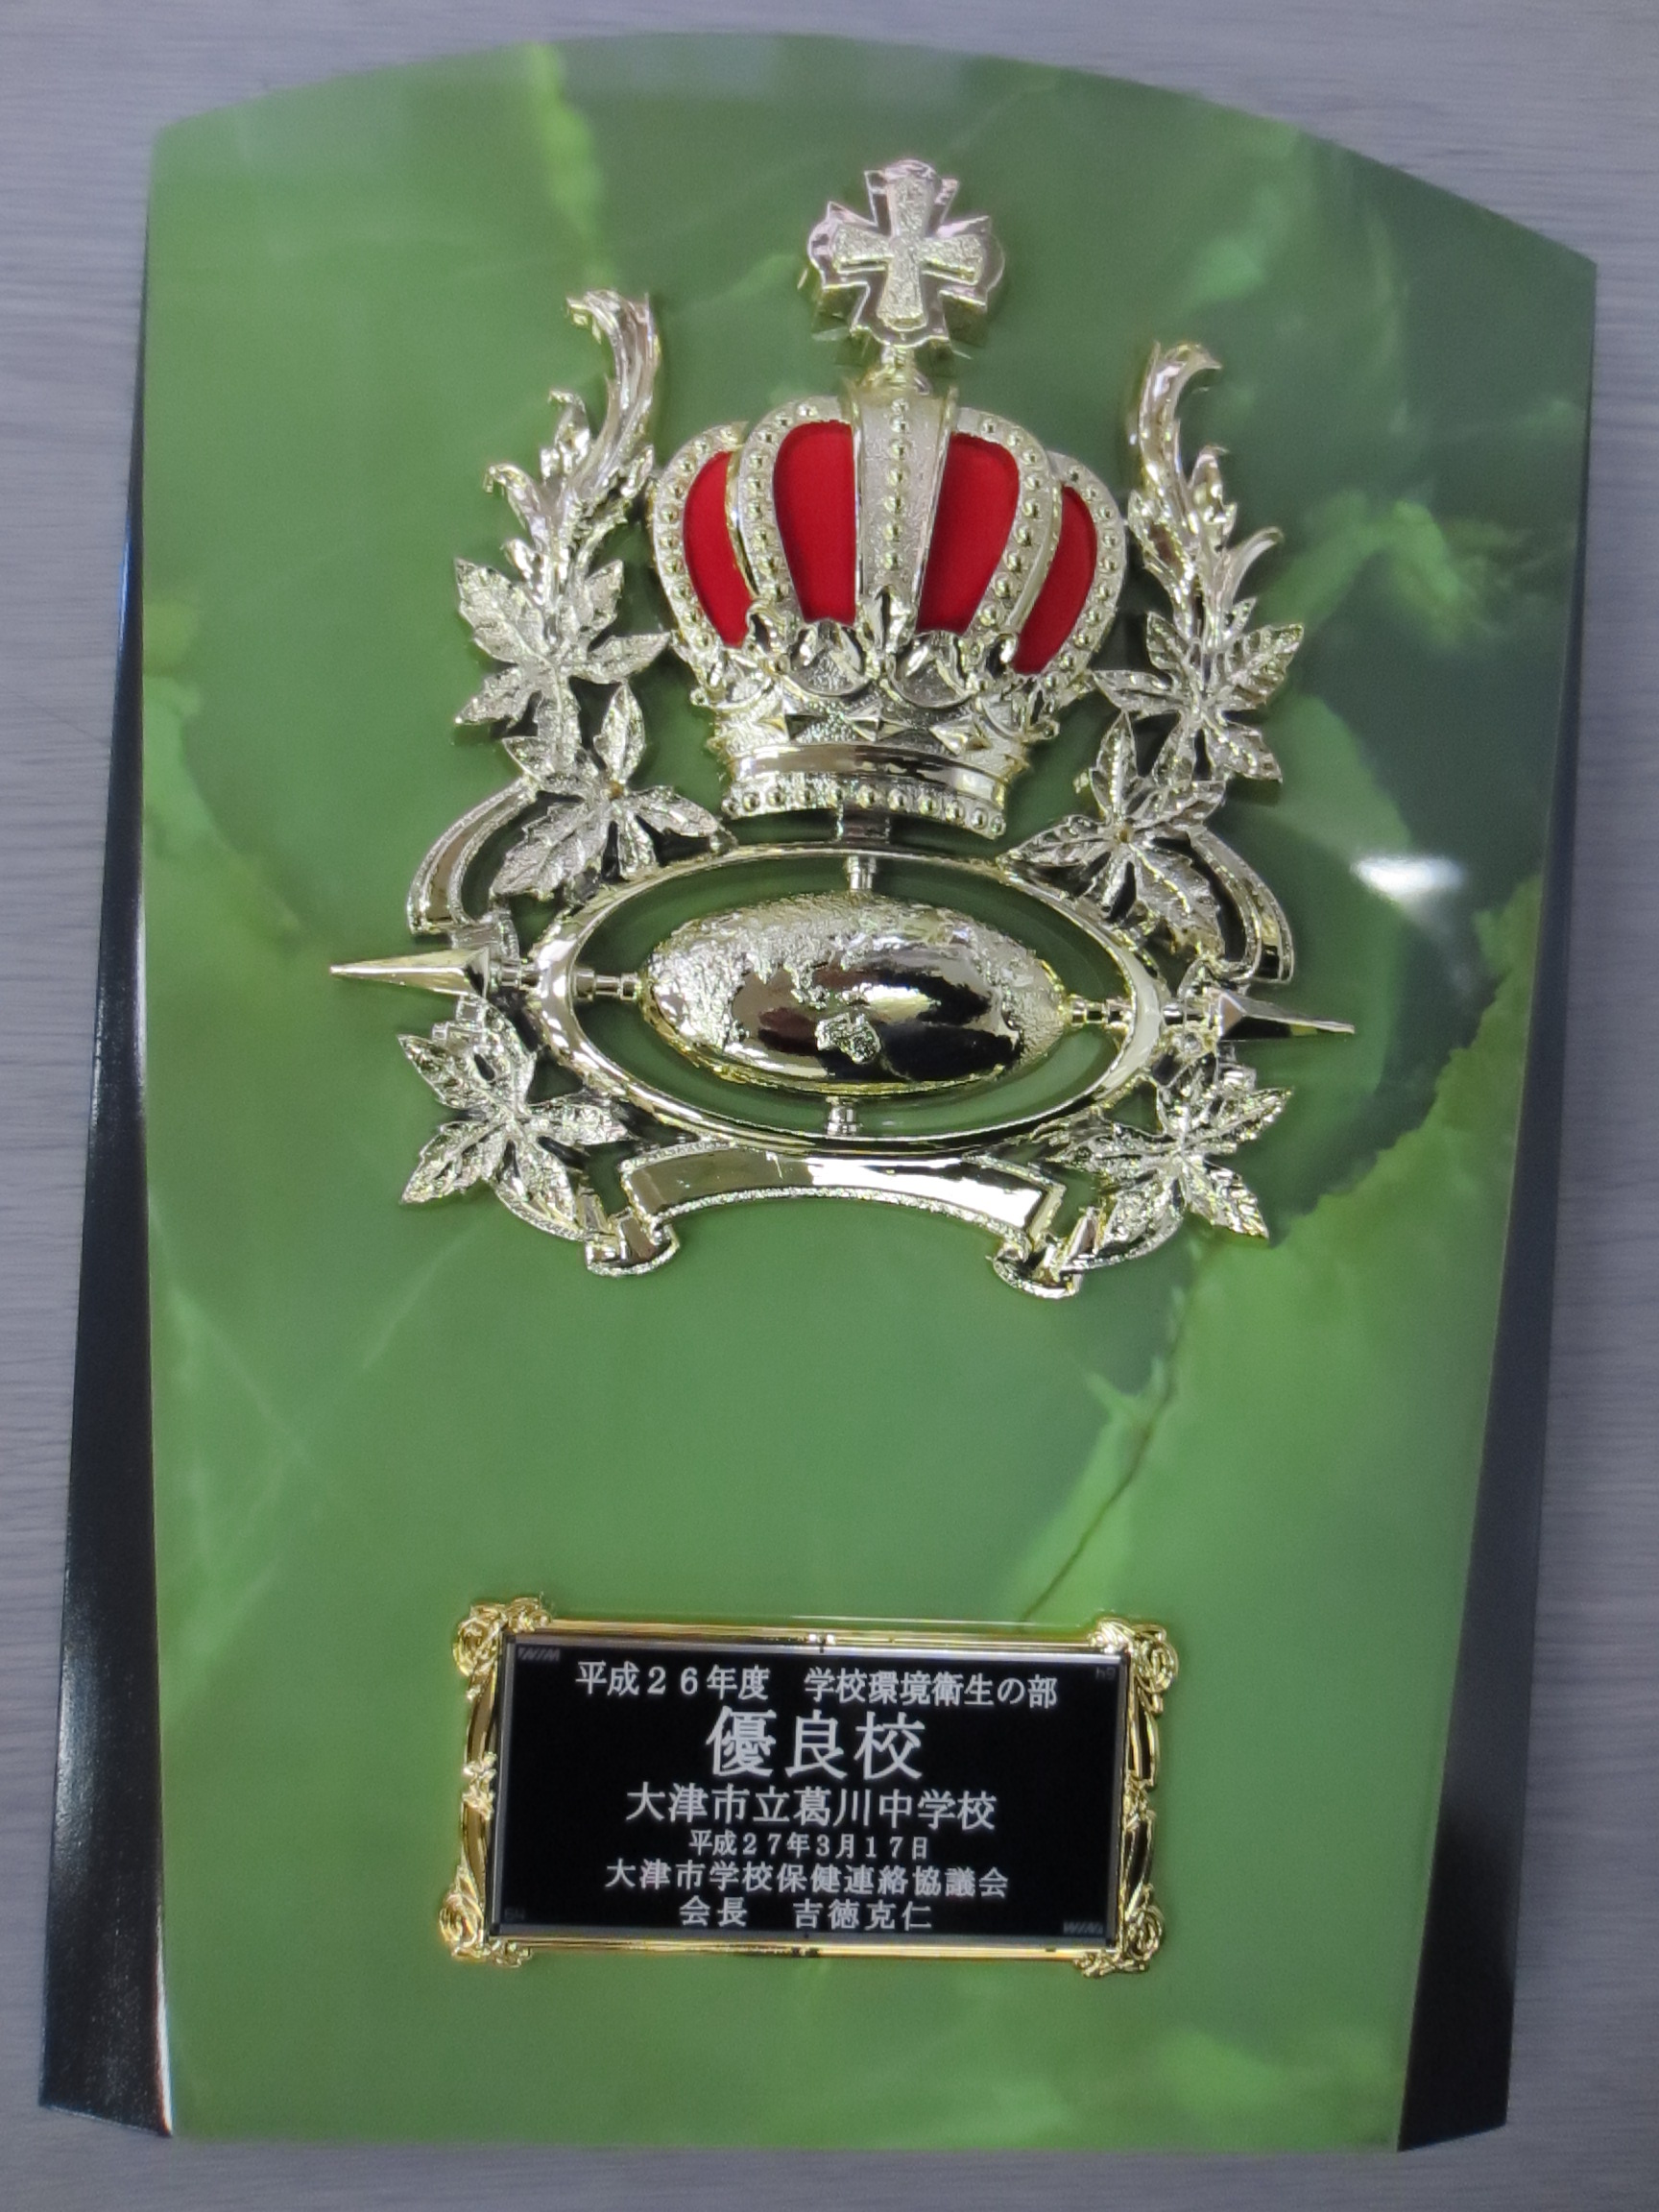 平成26年度　学校環境衛生の部
優良校
大津市立葛川中学校
平成27年3月17日
大津市学校保健連絡協議会
会長　吉徳克仁